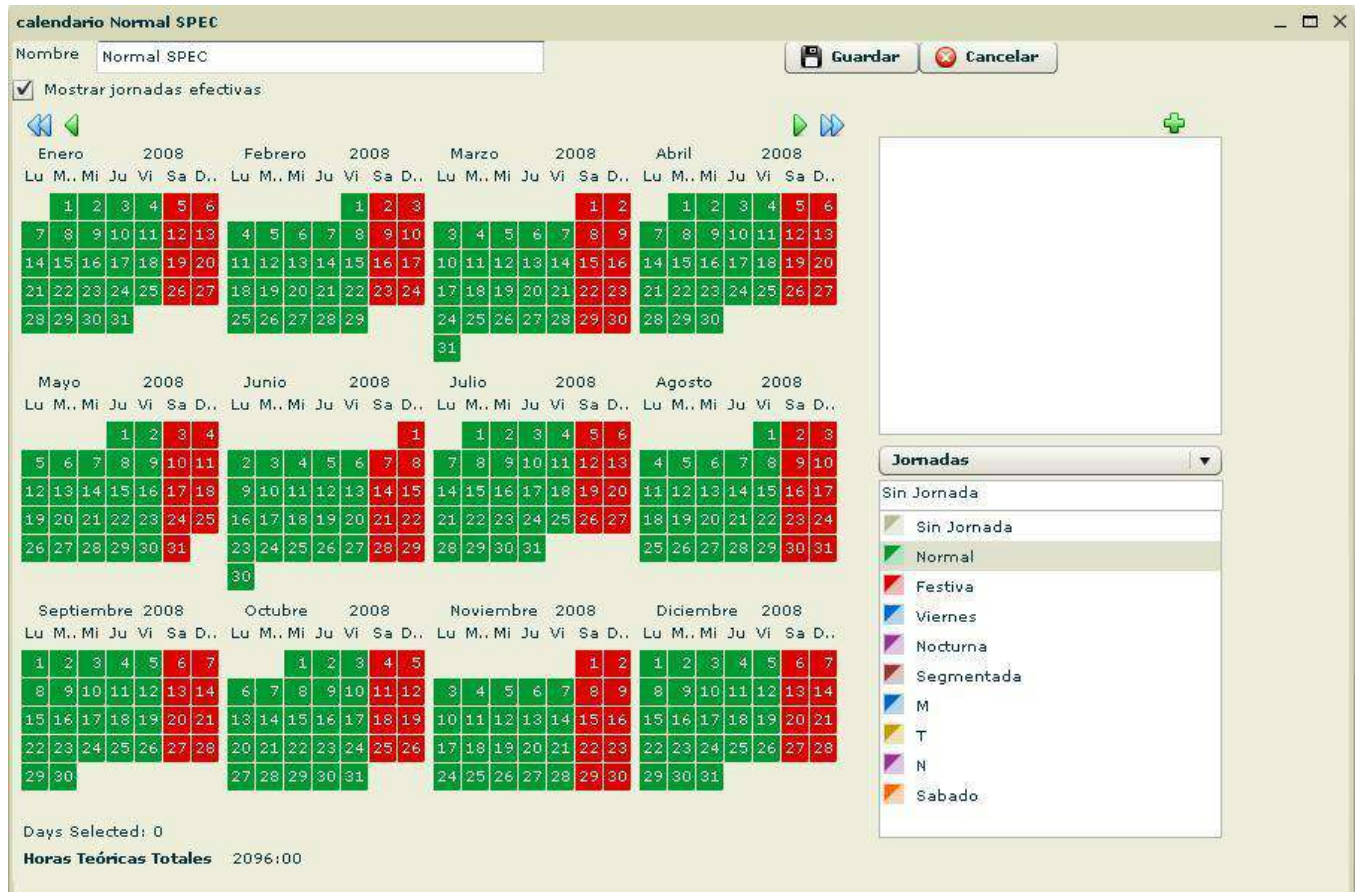 calendario Normal SPEC
Nombre Normal SPEC Guardar Cancelar
Mostrar jornadas efectivas
Enero 2008 Febrero 2008 Marzo 2008 Abril 2008
Lu M.. Mi Ju Vi Sa D.. Lu M.. Mi Ju Vi Sa D.. Lu M.. Mi Ju Vi Sa D.. Lu M.. Mi Ju Vi Sa D..
1 2 3 4 5 6 1 2 3 1 2 1 2 3 4 5 6
7 8 9 10 11 12 13 4 5 6 7 8 9 10 3 4 5 6 7 8 9 7 8 9 10 11 12 13
14 15 16 17 18 19 20 11 12 13 14 15 16 17 10 11 12 13 14 15 16 14 15 16 17 18 19 20
21 22 23 24 25 26 27 18 19 20 21 22 23 24 17 18 19 20 21 22 23 21 22 23 24 25 26 27
28 29 30 31 25 26 27 28 29 24 25 26 27 28 29 30 28 29 30
31
Mayo 2008 Junio 2008 Julio 2008 Agosto 2008
Lu M.. Mi Ju Vi Sa D.. Lu M.. Mi Ju Vi Sa D.. Lu M.. Mi Ju Vi Sa D.. Lu M.. Mi Ju Vi Sa D..
1 2 3 4 1 1 2 3 4 5 6 1 2 3
5 6 7 8 9 10 11 2 3 4 5 6 7 8 7 8 9 10 11 12 13 4 5 6 7 8 9 10
12 13 14 15 16 17 18 9 10 11 12 13 14 15 14 15 16 17 18 19 20 11 12 13 14 15 16 17
19 20 21 22 23 24 25 16 17 18 19 20 21 22 21 22 23 24 25 26 27 18 19 20 21 22 23 24
26 27 28 29 30 31 23 24 25 26 27 28 29 28 29 30 31 25 26 27 28 29 30 31
30
Septiembre 2008 Octubre 2008 Noviembre 2008 Diciembre 2008
Lu M.. Mi Ju Vi Sa D.. Lu M.. Mi Ju Vi Sa D.. Lu M.. Mi Ju Vi Sa D.. Lu M.. Mi Ju Vi Sa D..
1 2 3 4 5 6 7 1 2 3 4 5 1 2 1 2 3 4 5 6 7
8 9 10 11 12 13 14 6 7 8 9 10 11 12 3 4 5 6 7 8 9 8 9 10 11 12 13 14
15 16 17 18 19 20 21 13 14 15 16 17 18 19 10 11 12 13 14 15 16 15 16 17 18 19 20 21
22 23 24 25 26 27 28 20 21 22 23 24 25 26 17 18 19 20 21 22 23 22 23 24 25 26 27 28
29 30 27 28 29 30 31 24 25 26 27 28 29 30 29 30 31
Days Selected: 0
Horas Teóricas Totales 2096:00
Jornadas
Sin Jornada
Sin Jornada
Normal
Festiva
Viernes
Nocturna
Segmentada
M
T
N
Sabado